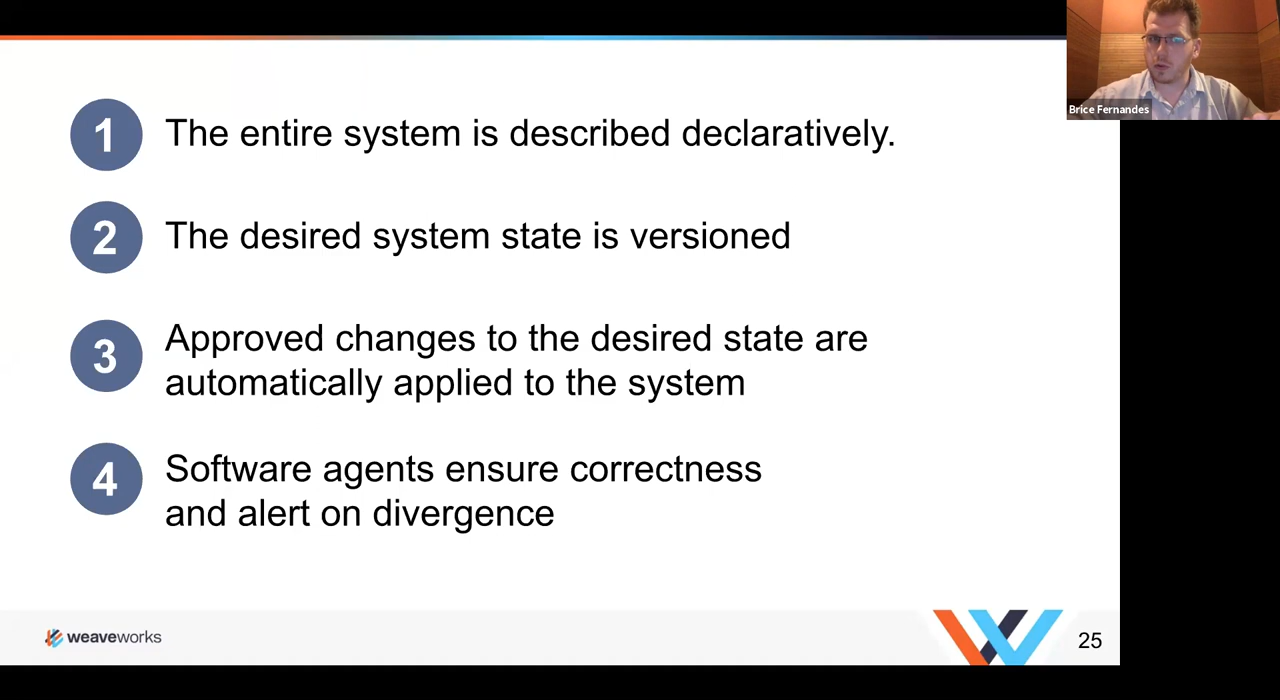 Brice Fernandes
1 The entire system is described declaratively.
2 The desired system state is versioned
3 Approved changes to the desired state are
automatically applied to the system
4 Software agents ensure correctness
and alert on divergence
weaveworks
25